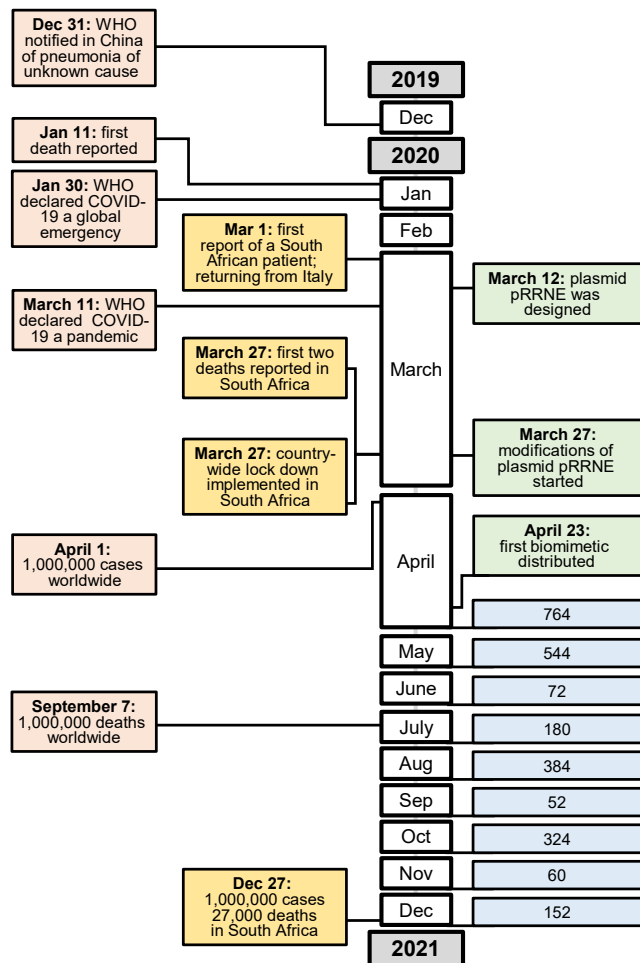 Dec 31: WHO
notified in China
of pneumonia of
unknown cause
2019
Dec
Jan 11: first
death reported
2020
Jan 30: WHO
declared COVID-
19 a global
emergency
Jan
Feb
Mar 1: first
report of a South
African patient;
returning from Italy
March 12: plasmid
pRRNE was
designed
March 11: WHO
declared COVID-
19 a pandemic
March
March 27: first two
deaths reported in
South Africa
March 27: country-
wide lock down
implemented in
South Africa
March 27:
modifications of
plasmid pRRNE
started
April 1:
1,000,000 cases
worldwide
April
April 23:
first biomimetic
distributed
764
May
544
June
72
September 7:
1,000,000 deaths
worldwide
July
180
Aug
384
Sep
52
Oct
324
Nov
60
Dec 27:
1,000,000 cases
27,000 deaths
in South Africa
Dec
152
2021